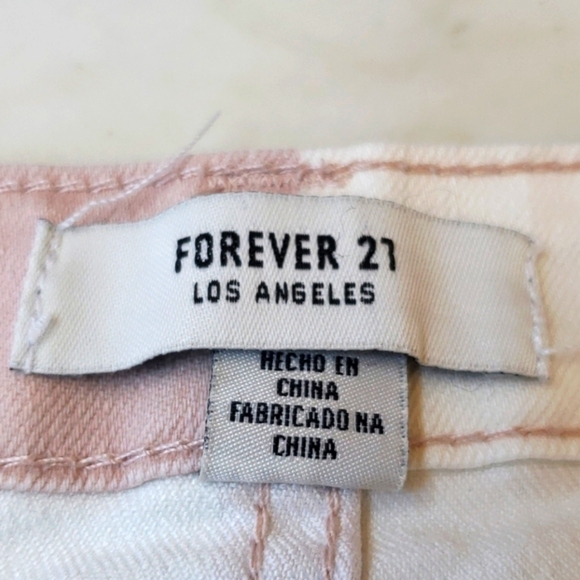 FOREVER 21
LOS ANGELES
HECHO EN
CHINA
FABRICADO NA
CHINA